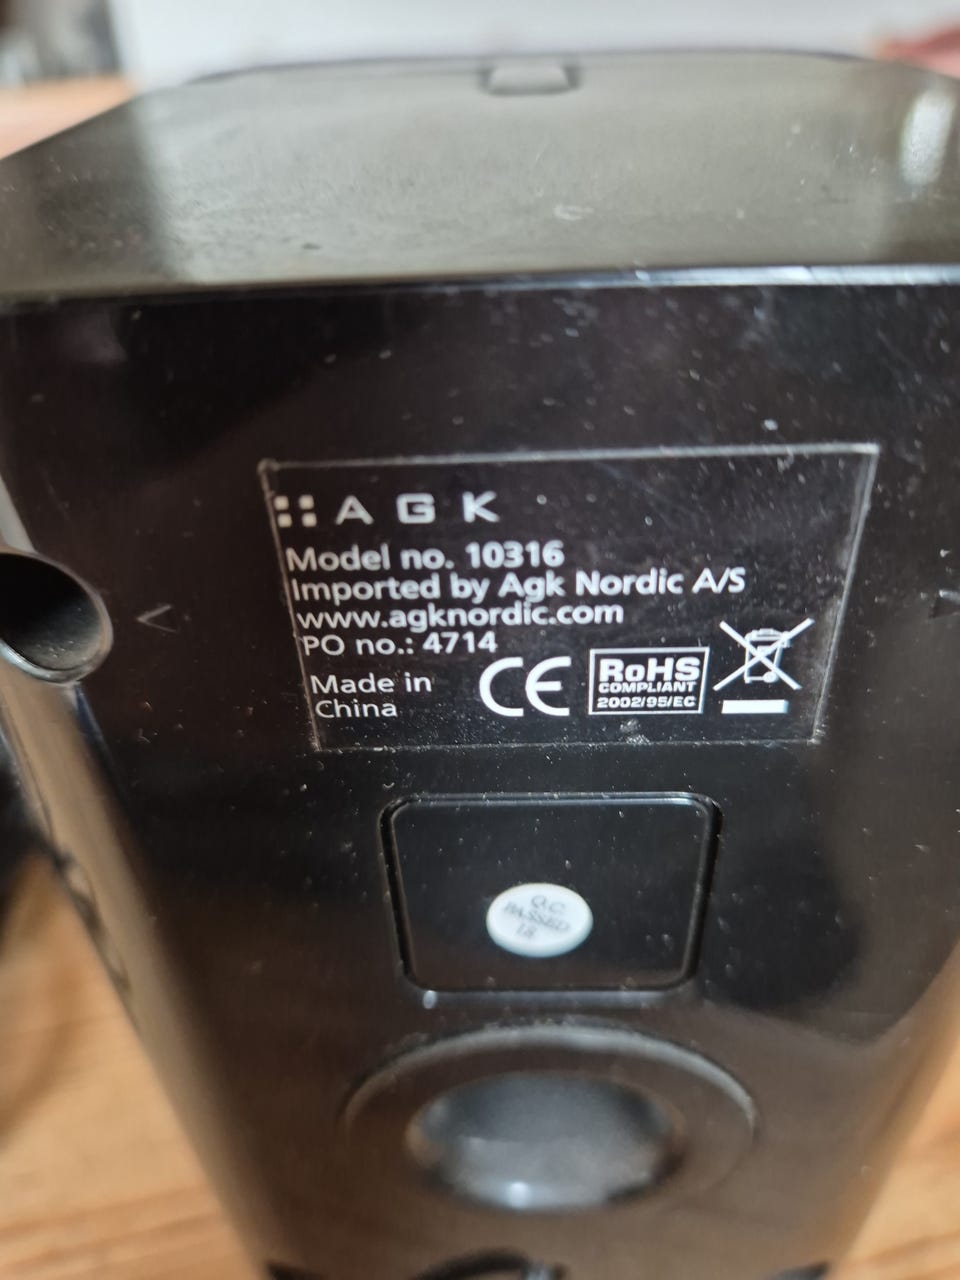 AGK
Model no. 10316
Imported by Agk Nordic A/S
www.agknordic.com
PO no.: 4714
Made in
China
CE
RoHS
COMPLIANT
2002/95/EC
Q.C.
PASSED